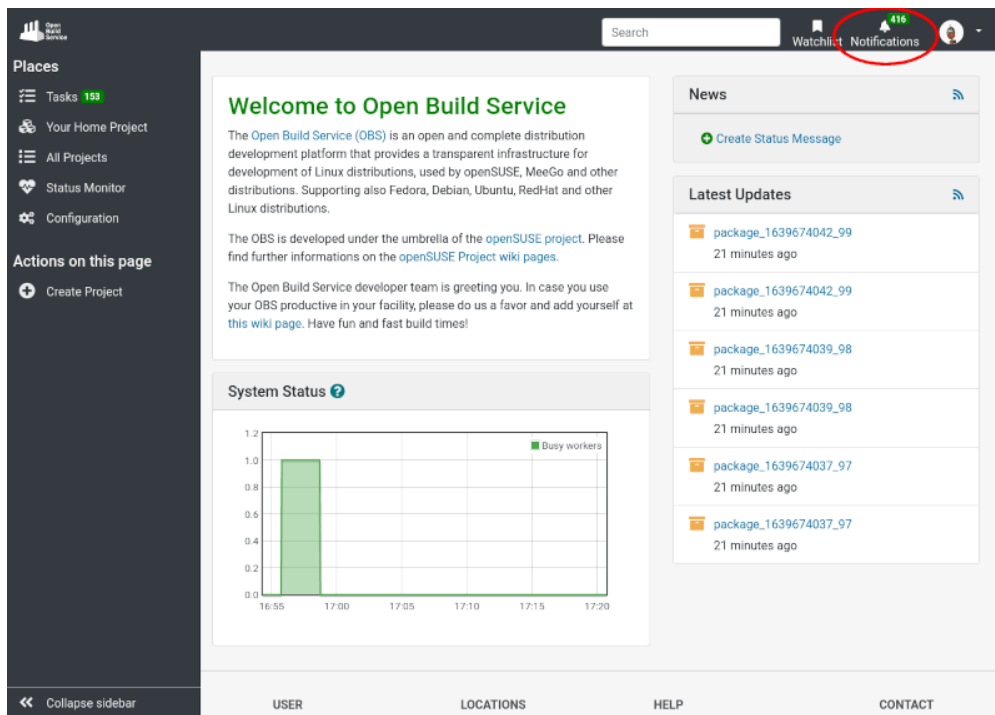 Open
Build
Service
Search
Watchlist
416
Notifications
Places
Tasks 153
Your Home Project
All Projects
Status Monitor
Configuration
Actions on this page
Create Project
Collapse sidebar
Welcome to Open Build Service
The Open Build Service (OBS) is an open and complete distribution
development platform that provides a transparent infrastructure for
development of Linux distributions, used by openSUSE, MeeGo and other
distributions. Supporting also Fedora, Debian, Ubuntu, RedHat and other
Linux distributions.
The OBS is developed under the umbrella of the openSUSE project. Please
find further informations on the openSUSE Project wiki pages.
The Open Build Service developer team is greeting you. In case you use
your OBS productive in your facility, please do us a favor and add yourself at
this wiki page. Have fun and fast build times!
System Status
1.2
1.0
0.8
0.6
0.4
0.2
0.0
Busy workers
16:55 17:00 17:05 17:10 17:15 17:20
News
Create Status Message
Latest Updates
package_1639674042_99
21 minutes ago
package_1639674042_99
21 minutes ago
package_1639674039_98
21 minutes ago
package_1639674039_98
21 minutes ago
package_1639674037_97
21 minutes ago
package_1639674037_97
21 minutes ago
USER LOCATIONS HELP CONTACT